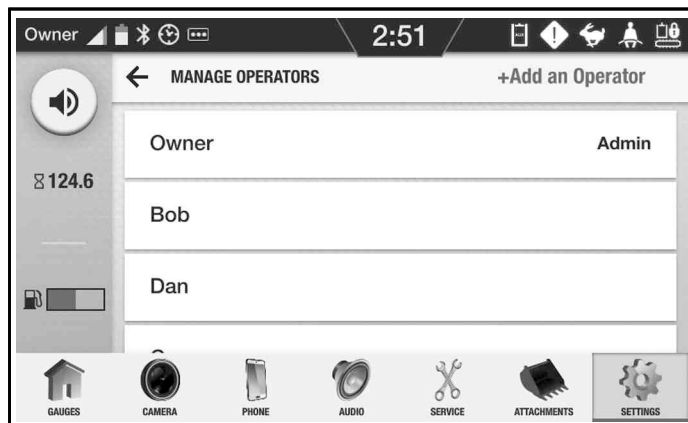 Owner 2:51
MANAGE OPERATORS +Add an Operator
Owner Admin
124.6
Bob
Dan
GAUGES CAMERA PHONE AUDIO SERVICE ATTACHMENTS SETTINGS